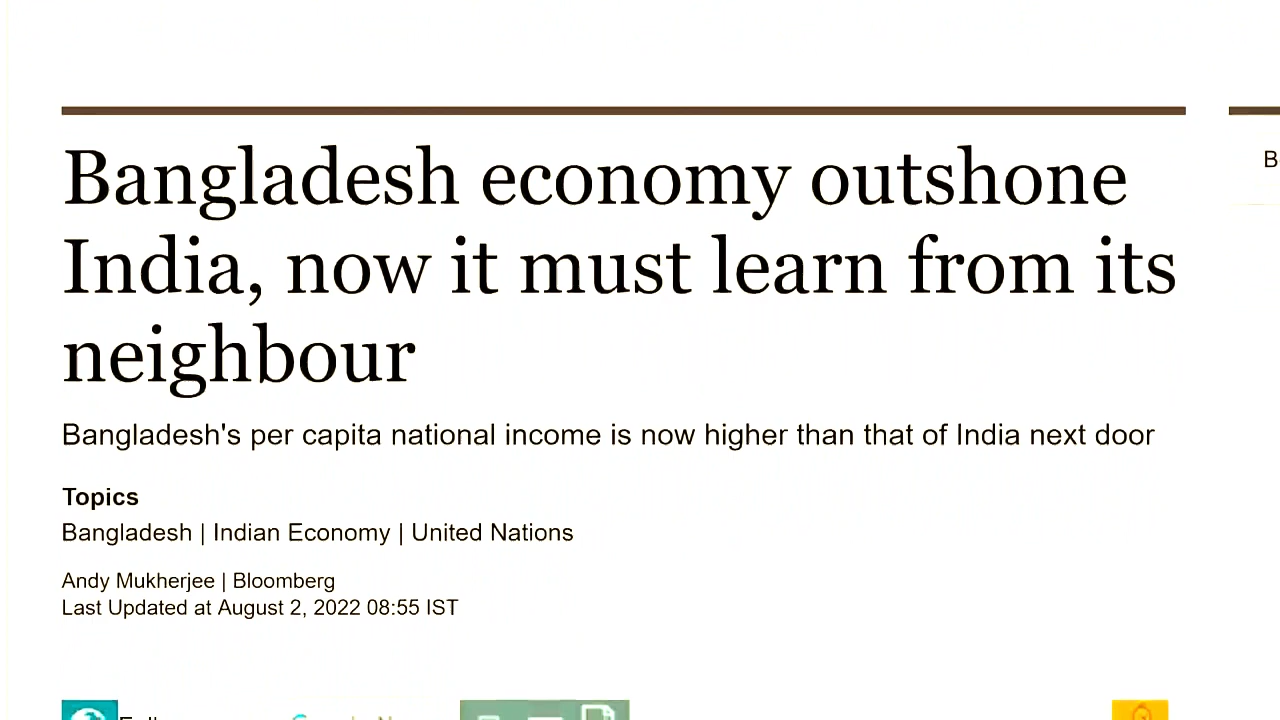 Bangladesh economy outshone
India, now it must learn from its
neighbour
Bangladesh's per capita national income is now higher than that of India next door
Topics
Bangladesh | Indian Economy | United Nations
Andy Mukherjee | Bloomberg
Last Updated at August 2, 2022 08:55 IST